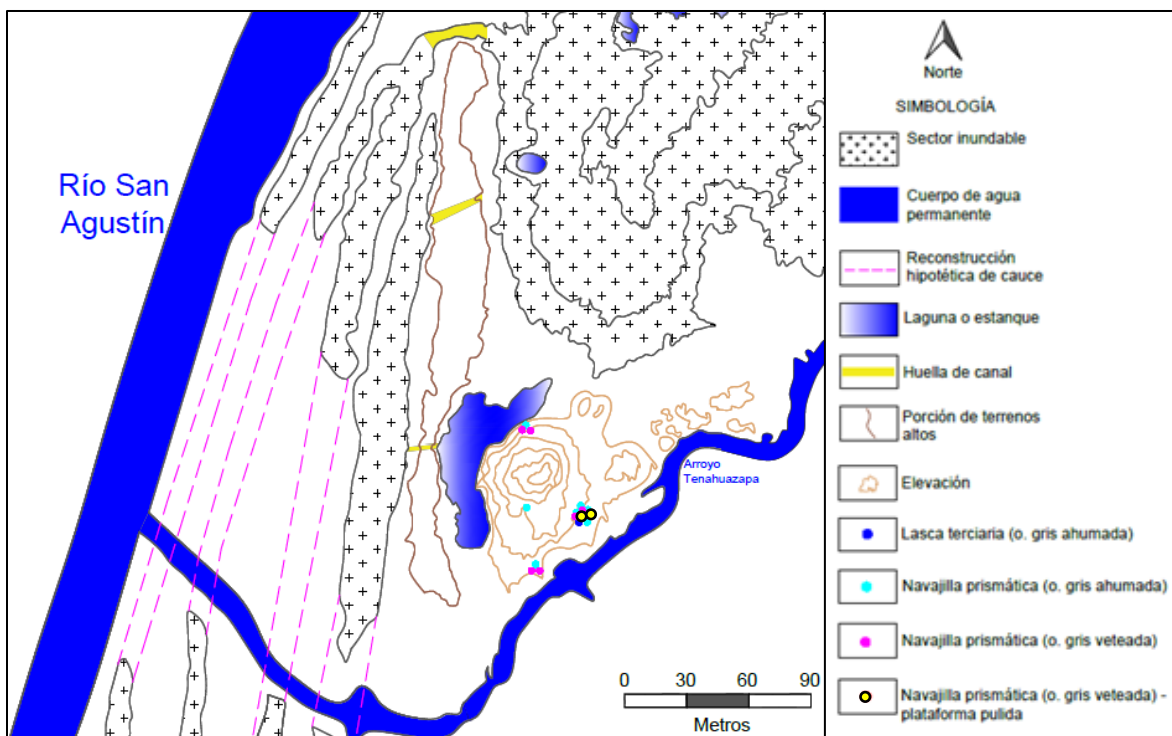 Río San
Agustín
Arroyo
Tenahuazapa
0 30 60 90
Metros
Norte
SIMBOLOGÍA
Sector inundable
Cuerpo de agua
permanente
Reconstrucción
hipotética de cauce
Laguna o estanque
Huella de canal
Porción de terrenos
altos
Elevación
Lasca terciaria (o. gris ahumada)
Navajilla prismática (o. gris ahumada)
Navajilla prismática (o. gris veteada)
Navajilla prismática (o. gris veteada) -
plataforma pulida